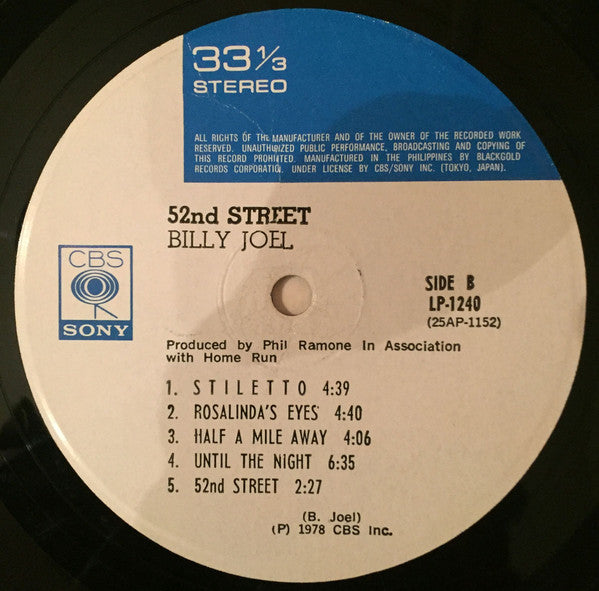 33 1/3
STEREO
ALL RIGHTS OF THE MANUFACTURER AND OF THE OWNER OF THE RECORDED WORK
RESERVED. UNAUTHORIZED PUBLIC PERFORMANCE, BROADCASTING AND COPYING OF
THIS RECORD PROHIBITED. MANUFACTURED IN THE PHILIPPINES BY BLACKGOLD
RECORDS CORPORATION. UNDER LICENSE BY CBS/SONY INC. (TOKYO, JAPAN).
52nd STREET
BILLY JOEL
CBS
SONY
SIDE B
LP-1240
(25AP-1152)
Produced by Phil Ramone In Association
with Home Run
1. STILETTO 4:39
2. ROSALINDA'S EYES 4:40
3. HALF A MILE AWAY 4:06
4. UNTIL THE NIGHT 6:35
5. 52nd STREET 2:27
(B. Joel)
(P) 1978 CBS Inc.